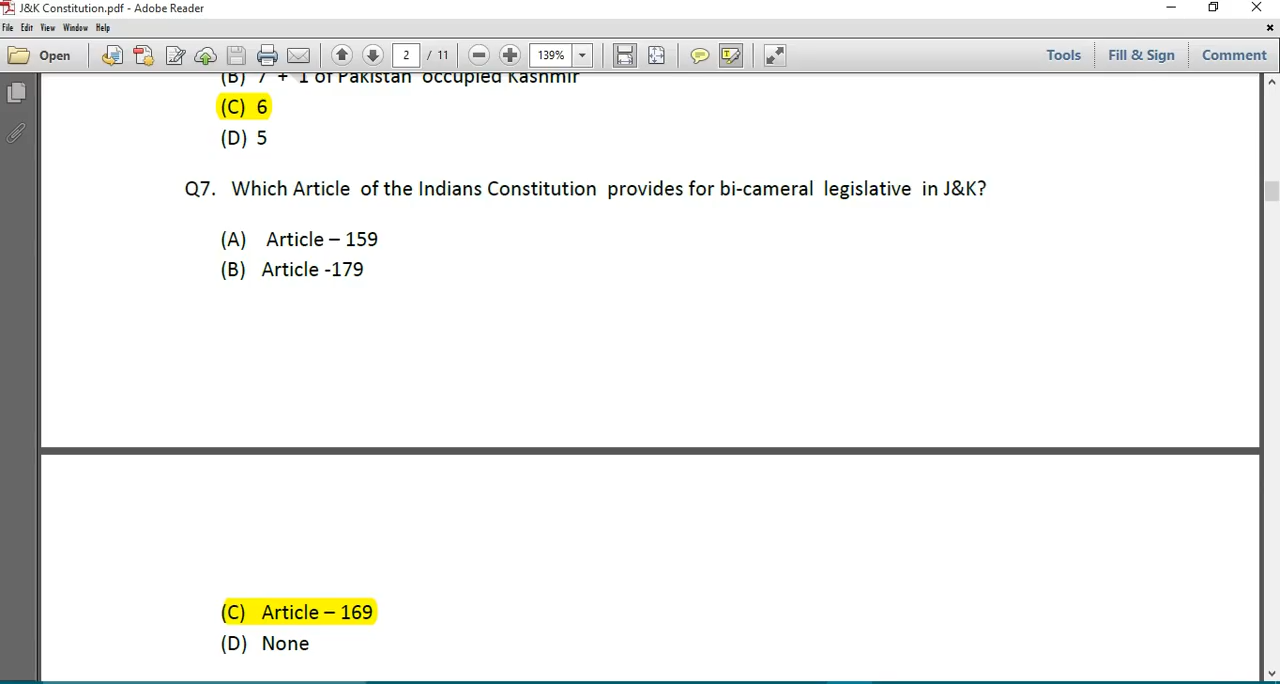 J&K Constitution.pdf - Adobe Reader
File Edit View Window Help
Open 2 / 11 139% Tools Fill & Sign Comment
(B) 7 + 1 of Pakistan occupied Kashmir
(C) 6
(D) 5
Q7. Which Article of the Indians Constitution provides for bi-cameral legislative in J&K?
(A) Article – 159
(B) Article -179
(C) Article – 169
(D) None